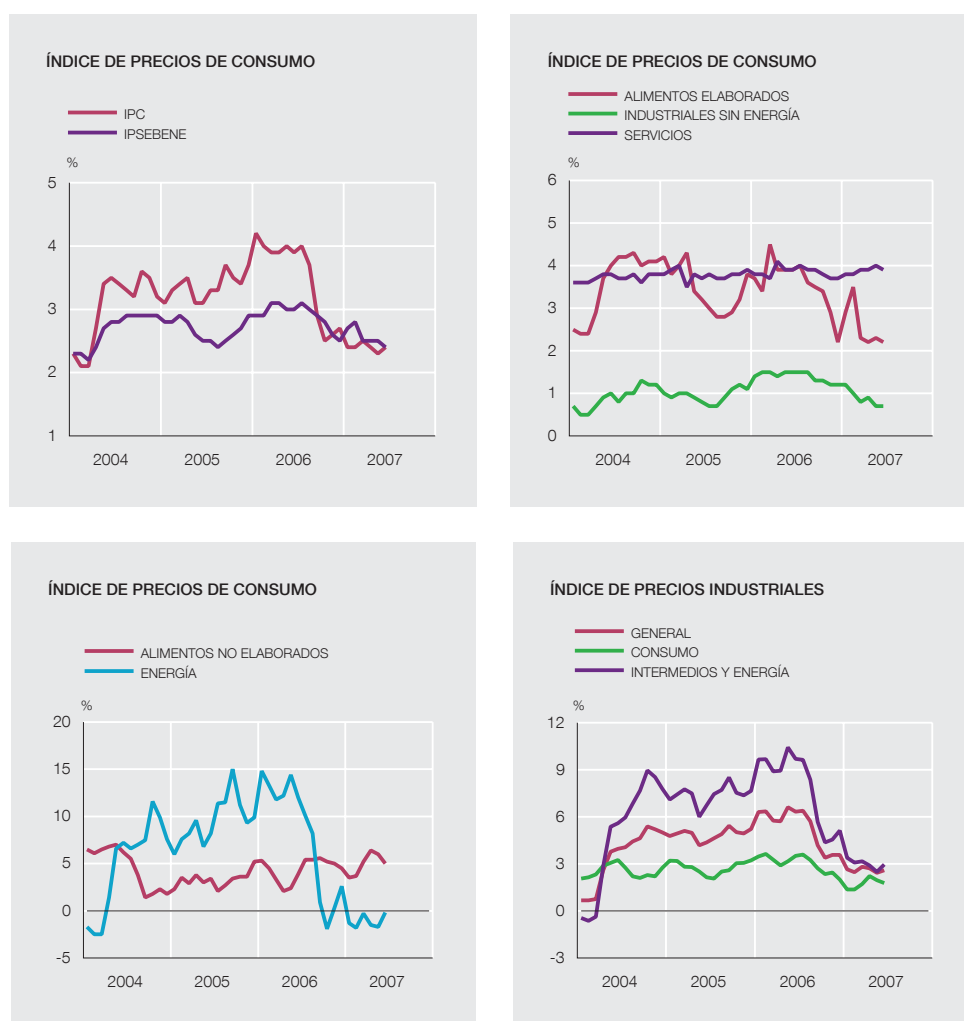 ÍNDICE DE PRECIOS DE CONSUMO
IPC
IPSEBENE
%
5
4
3
2
1
2004 2005 2006 2007
ÍNDICE DE PRECIOS DE CONSUMO
ALIMENTOS ELABORADOS
INDUSTRIALES SIN ENERGÍA
SERVICIOS
%
6
5
4
3
2
1
0
2004 2005 2006 2007
ÍNDICE DE PRECIOS DE CONSUMO
ALIMENTOS NO ELABORADOS
ENERGÍA
%
20
15
10
5
0
-5
2004 2005 2006 2007
ÍNDICE DE PRECIOS INDUSTRIALES
GENERAL
CONSUMO
INTERMEDIOS Y ENERGÍA
%
12
9
6
3
0
-3
2004 2005 2006 2007